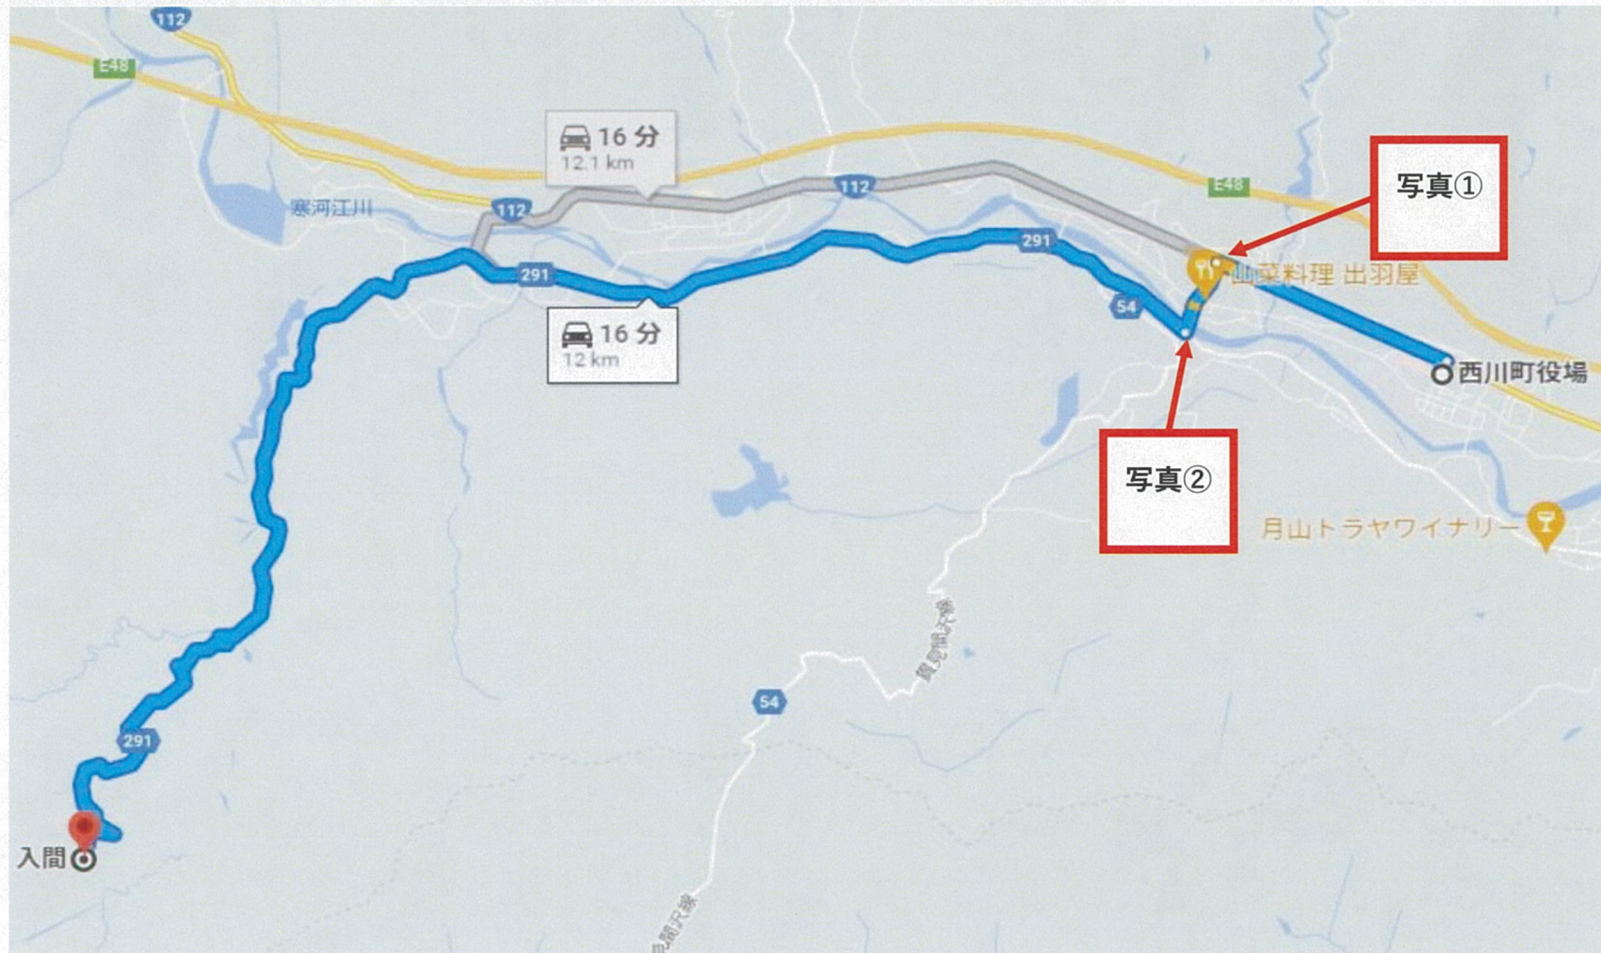 112
E48
16 分
12.1 km
写真①
112
E48
寒河江川
112
291
291
山菜料理 出羽屋
54
16 分
12 km
西川町役場
写真②
月山トラヤワイナリー
54
291
入間